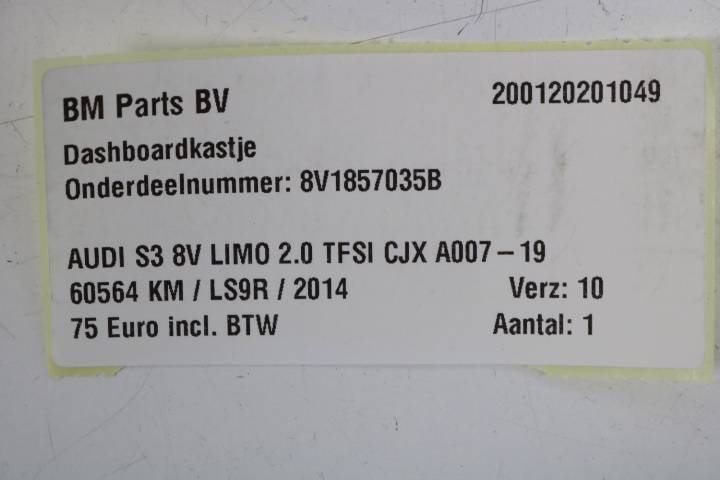 BM Parts BV 200120201049
Dashboardkastje
Onderdeelnummer: 8V1857035B
AUDI S3 8V LIMO 2.0 TFSI CJX A007-19
60564 KM / LS9R / 2014 Verz: 10
75 Euro incl. BTW Aantal: 1